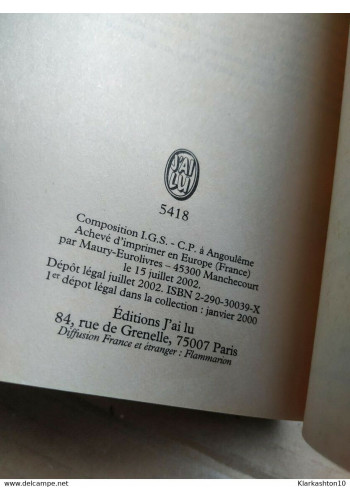 J'AI
LU
5418
Composition I.G.S. - C.P. à Angoulême
Achevé d'imprimer en Europe (France)
par Maury-Eurolivres – 45300 Manchecourt
le 15 juillet 2002.
Dépôt légal juillet 2002. ISBN 2-290-30039-X
1er dépot légal dans la collection : janvier 2000
Éditions J'ai lu
84, rue de Grenelle, 75007 Paris
Diffusion France et étranger : Flammarion
delcampe.net
Klarkashton10